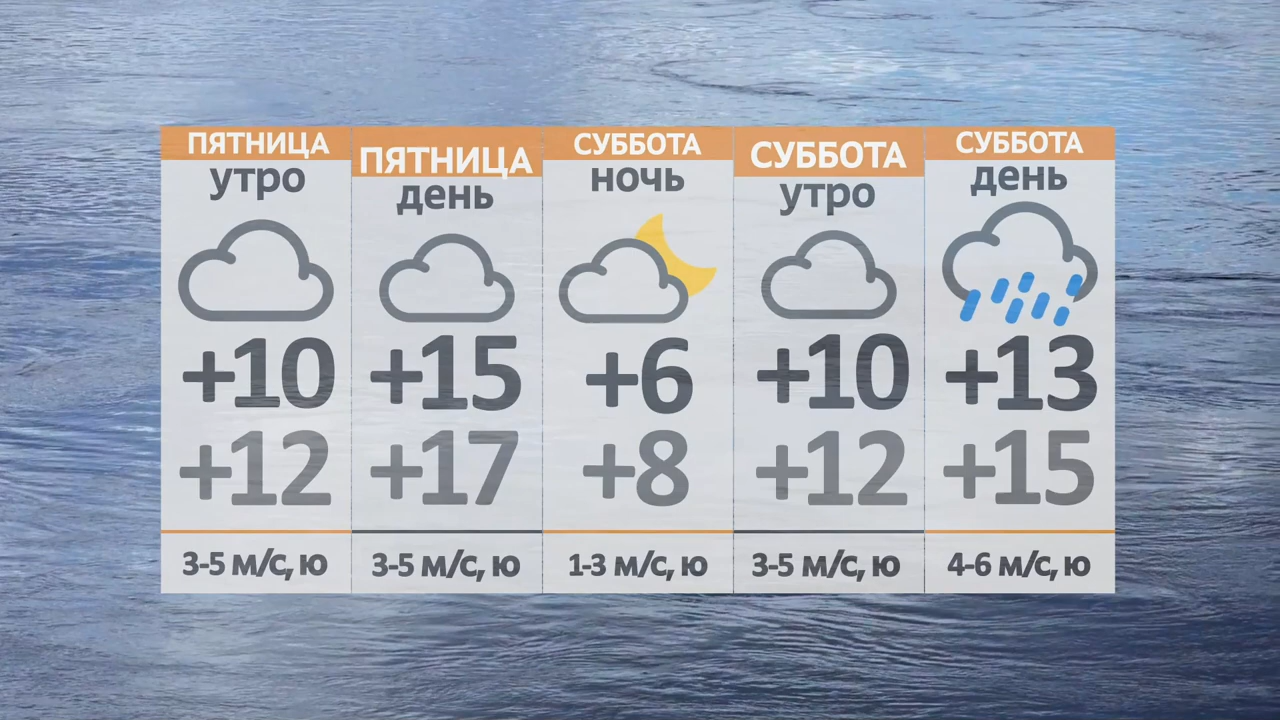 ПЯТНИЦА
утро
+10
+12
3-5 м/с, ю
ПЯТНИЦА
день
+15
+17
3-5 м/с, ю
СУББОТА
ночь
+6
+8
1-3 м/с, ю
СУББОТА
утро
+10
+12
3-5 м/с, ю
СУББОТА
день
+13
+15
4-6 м/с, ю